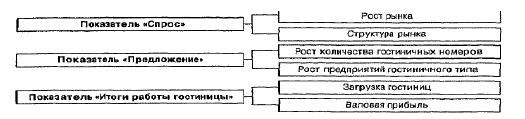 Показатель «Спрос»
Рост рынка
Структура рынка
Показатель «Предложение»
Рост количества гостиничных номеров
Рост предприятий гостиничного типа
Показатель «Итоги работы гостиницы»
Загрузка гостиниц
Валовая прибыль